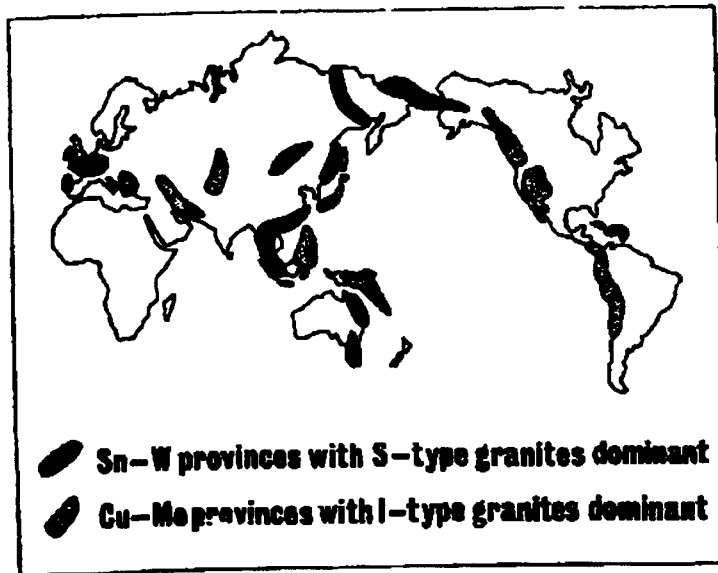 Sn-W provinces with S-type granites dominant
Cu-Mo provinces with I-type granites dominant